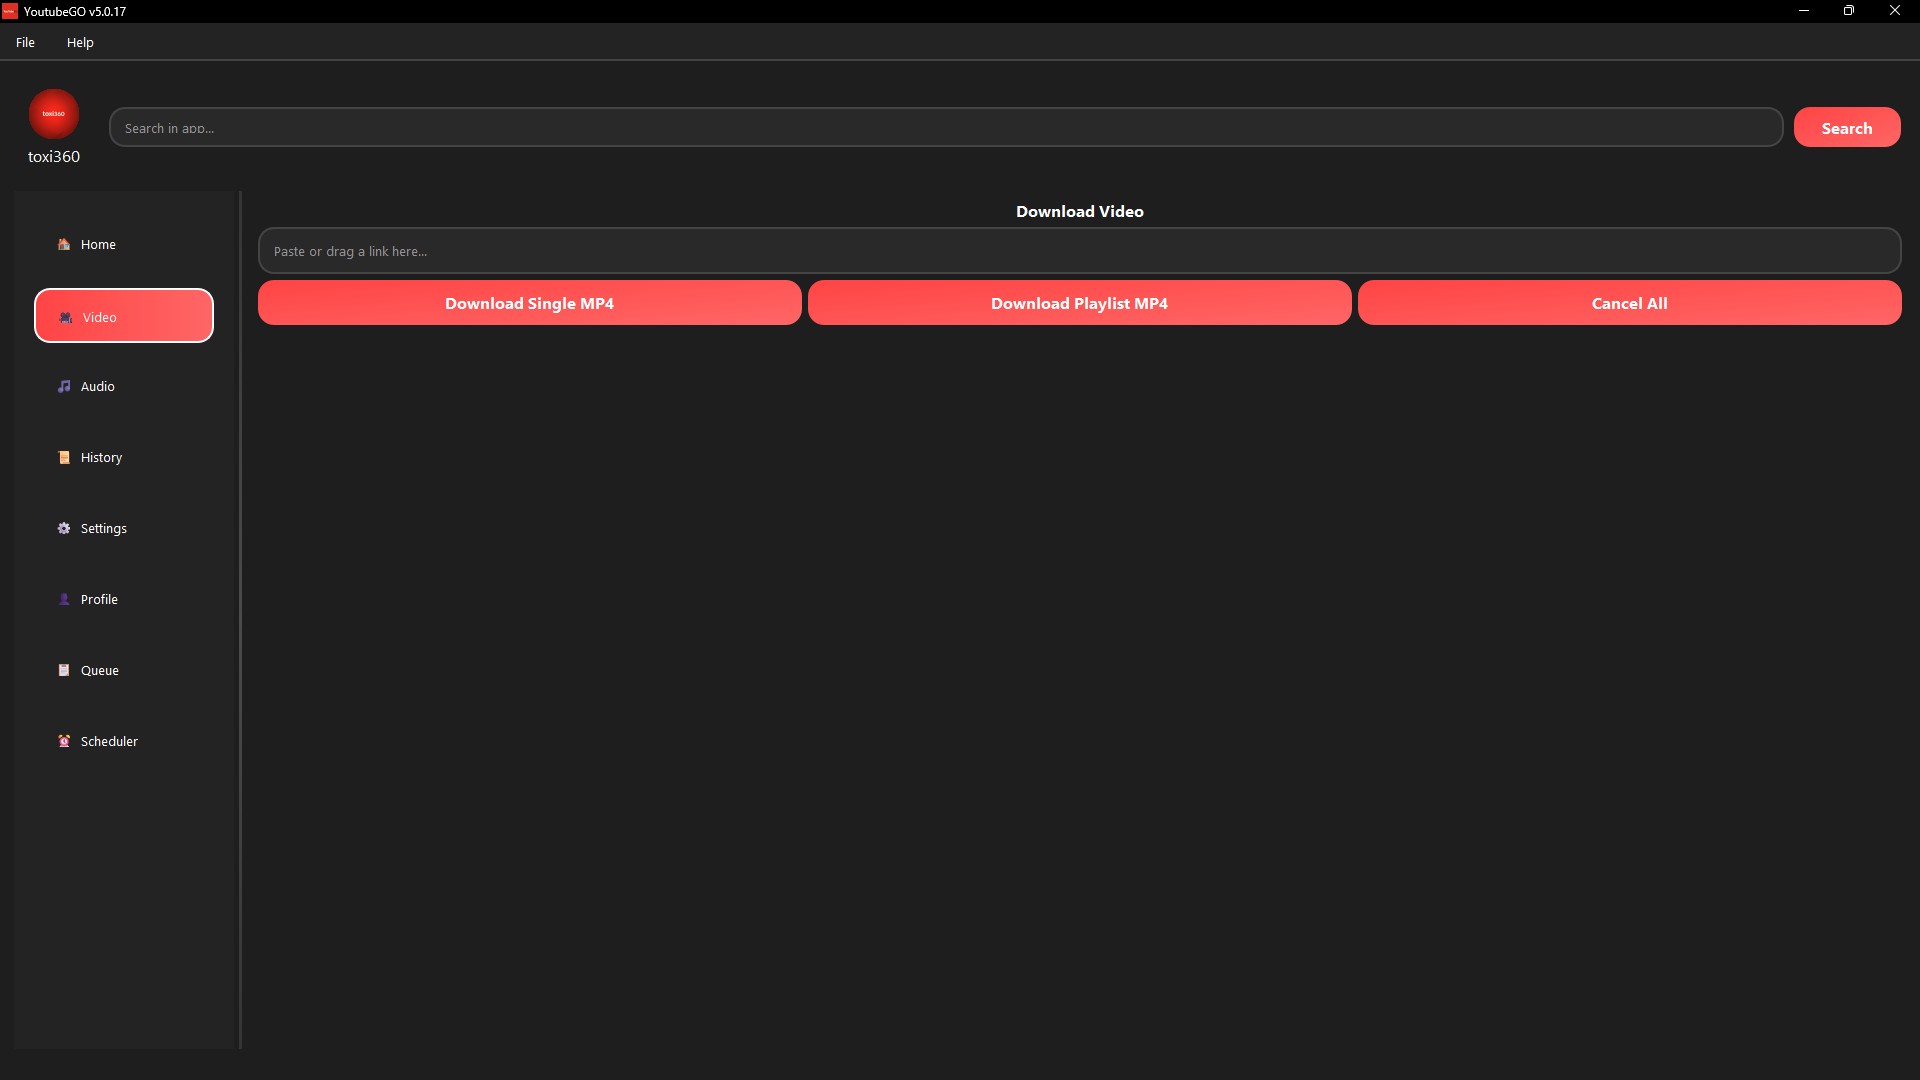 YoutubeGO v5.0.17
File Help
toxi360
Search in app...
Search
toxi360
Home
Video
Audio
History
Settings
Profile
Queue
Scheduler
Download Video
Paste or drag a link here...
Download Single MP4 Download Playlist MP4 Cancel All